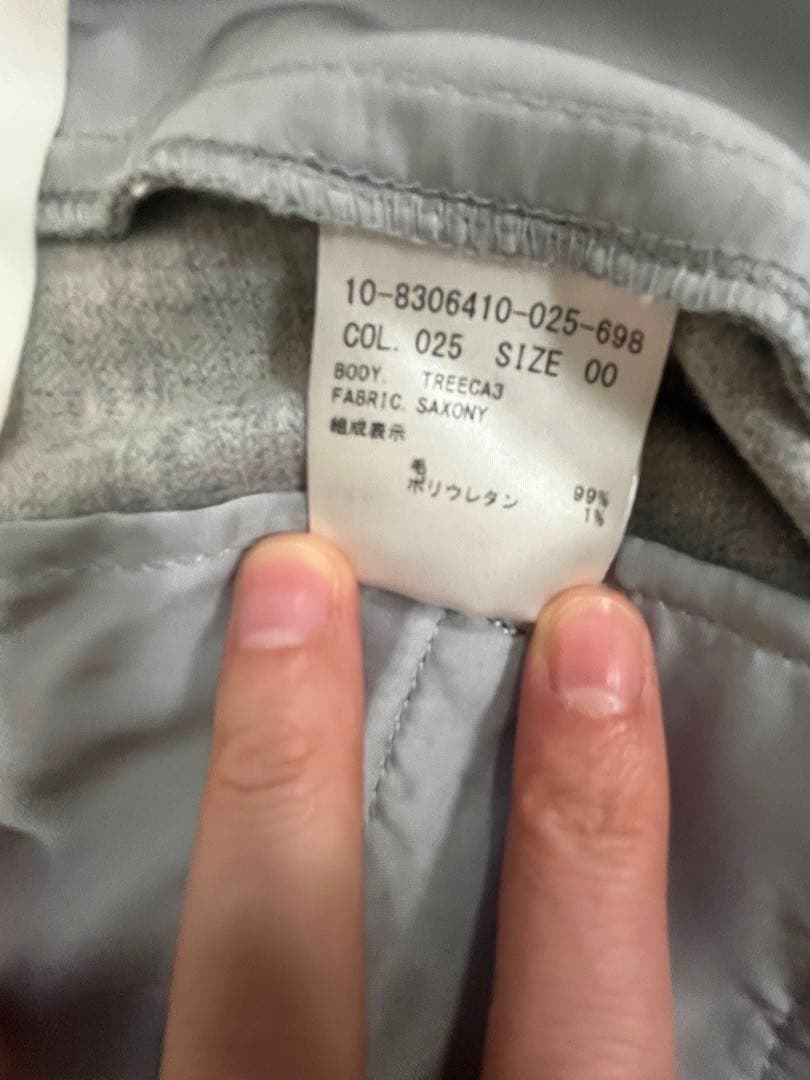 10-8306410-025-698
COL. 025 SIZE 00
BODY. TREECA3
FABRIC. SAXONY
組成表示
毛 99%
ポリウレタン 1%